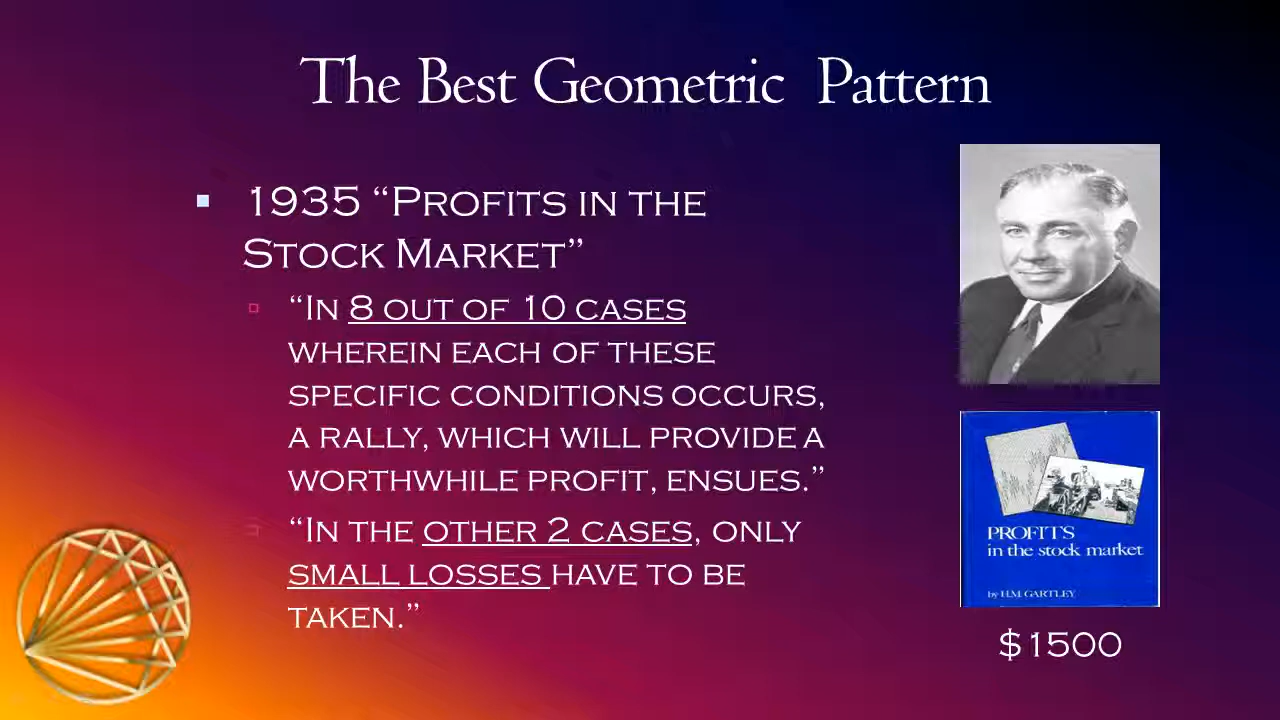 The Best Geometric Pattern
1935 “Profits in the
Stock Market”
“In 8 out of 10 cases
wherein each of these
specific conditions occurs,
a rally, which will provide a
worthwhile profit, ensues.”
“In the other 2 cases, only
small losses have to be
taken.”
PROFITS
in the stock market
by H.M. GARTLEY
$1500